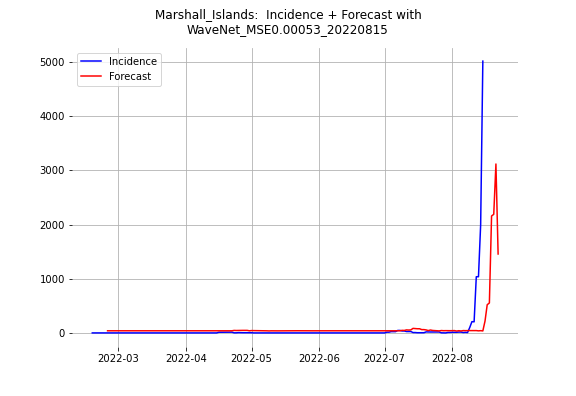 Marshall_Islands:  Incidence + Forecast with
WaveNet_MSE0.00053_20220815
Incidence
Forecast
5000
4000
3000
2000
1000
0
2022-03 2022-04 2022-05 2022-06 2022-07 2022-08